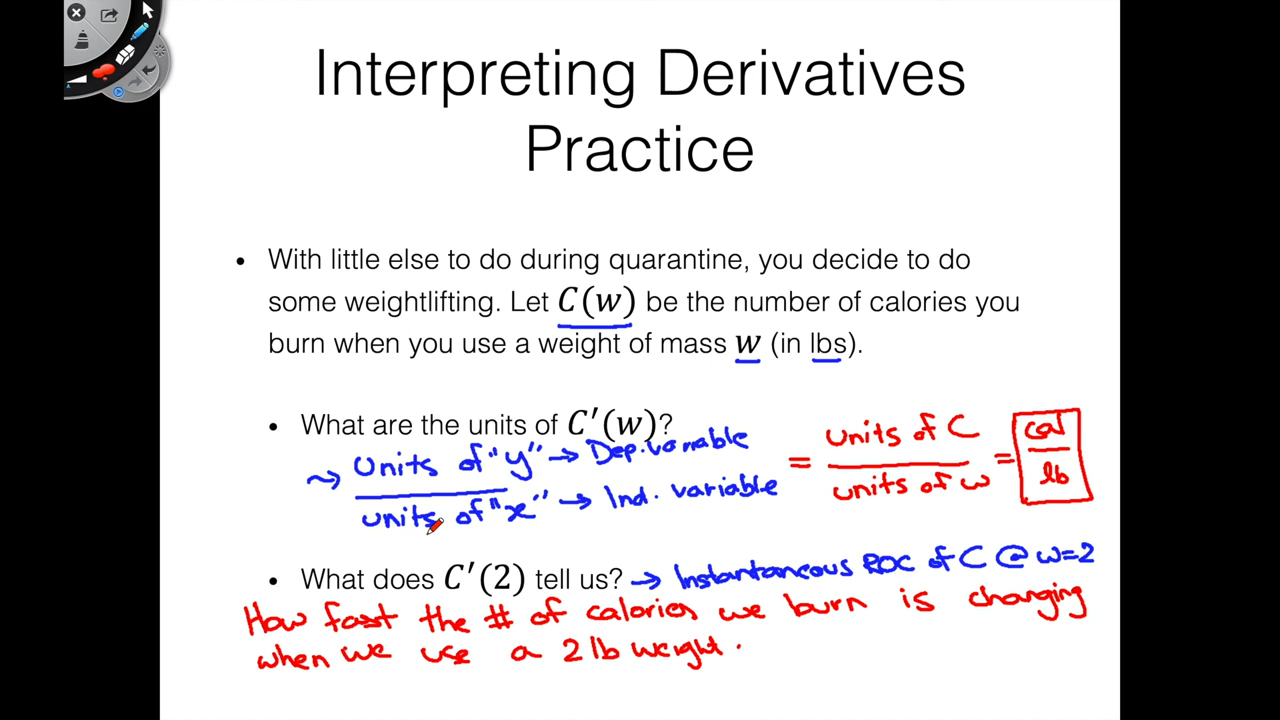 Interpreting Derivatives
Practice
• With little else to do during quarantine, you decide to do
some weightlifting. Let C(w) be the number of calories you
burn when you use a weight of mass w (in lbs).
• What are the units of C′(w)?
→ Units of "y" → Dep. variable
units of "x" → Ind. variable
= units of C
units of w
= cal
lb
• What does C′(2) tell us? → Instantaneous ROC of C @ w=2
How fast the # of calories we burn is changing
when we use a 2 lb weight.